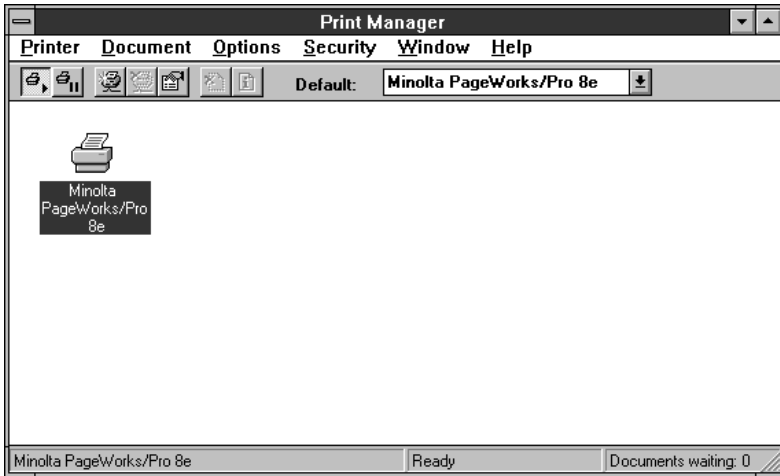 Print Manager
Printer Document Options Security Window Help
Default: Minolta PageWorks/Pro 8e
Minolta
PageWorks/Pro
8e
Minolta PageWorks/Pro 8e Ready Documents waiting: 0